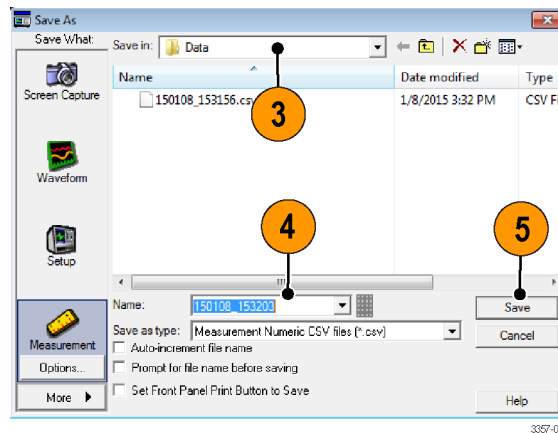 Save As
Save What:
Save in: Data
Name Date modified Type
150108_153156.csv 1/8/2015 3:32 PM CSV Fi
Screen Capture
3
Waveform
4
5
Setup
Name: 150108_153203 Save
Save as type: Measurement Numeric CSV files (*.csv) Cancel
Measurement
Auto-increment file name
Options...
Prompt for file name before saving
More
Set Front Panel Print Button to Save
Help
3357-0